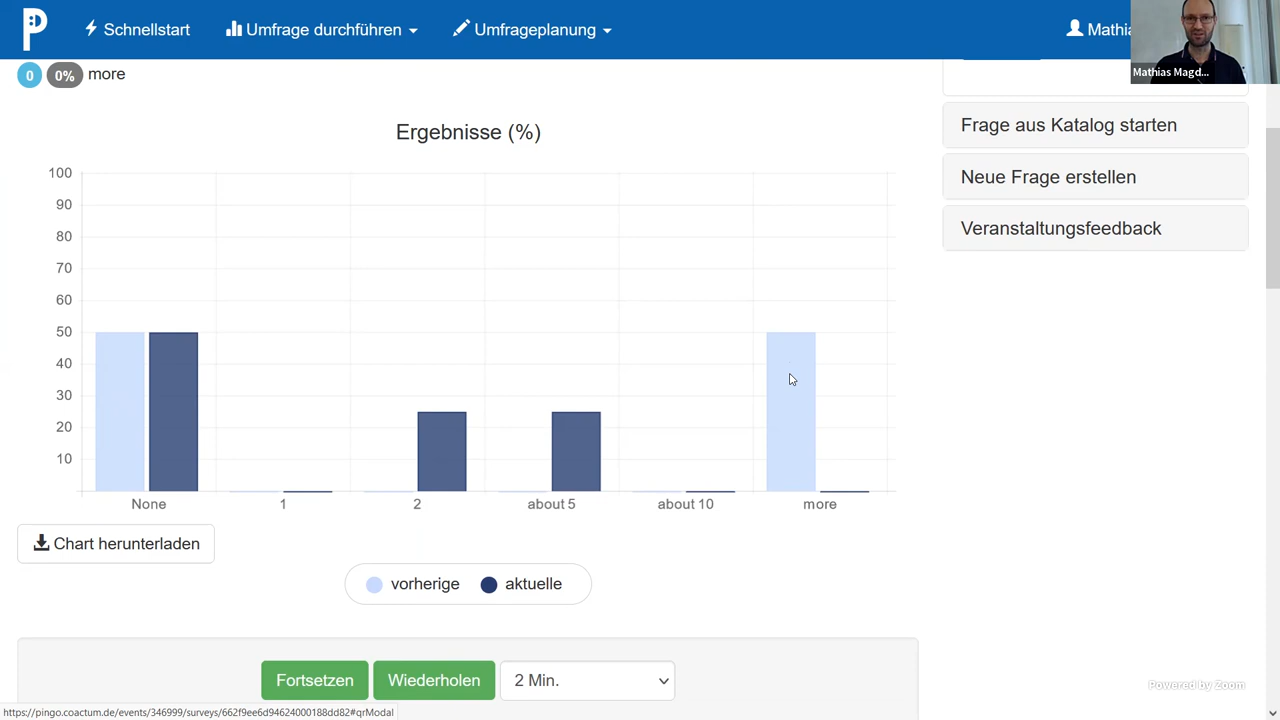 Schnellstart
Umfrage durchführen
Umfrageplanung
Mathia
Mathias Magd...
0 0% more
Ergebnisse (%)
100
90
80
70
60
50
40
30
20
10
None 1 2 about 5 about 10 more
Chart herunterladen
vorherige aktuelle
Fortsetzen Wiederholen 2 Min.
Frage aus Katalog starten
Neue Frage erstellen
Veranstaltungsfeedback
Powered by Zoom
https://pingo.coactum.de/events/346999/surveys/662f9ee6d94624000188dd82#qrModal